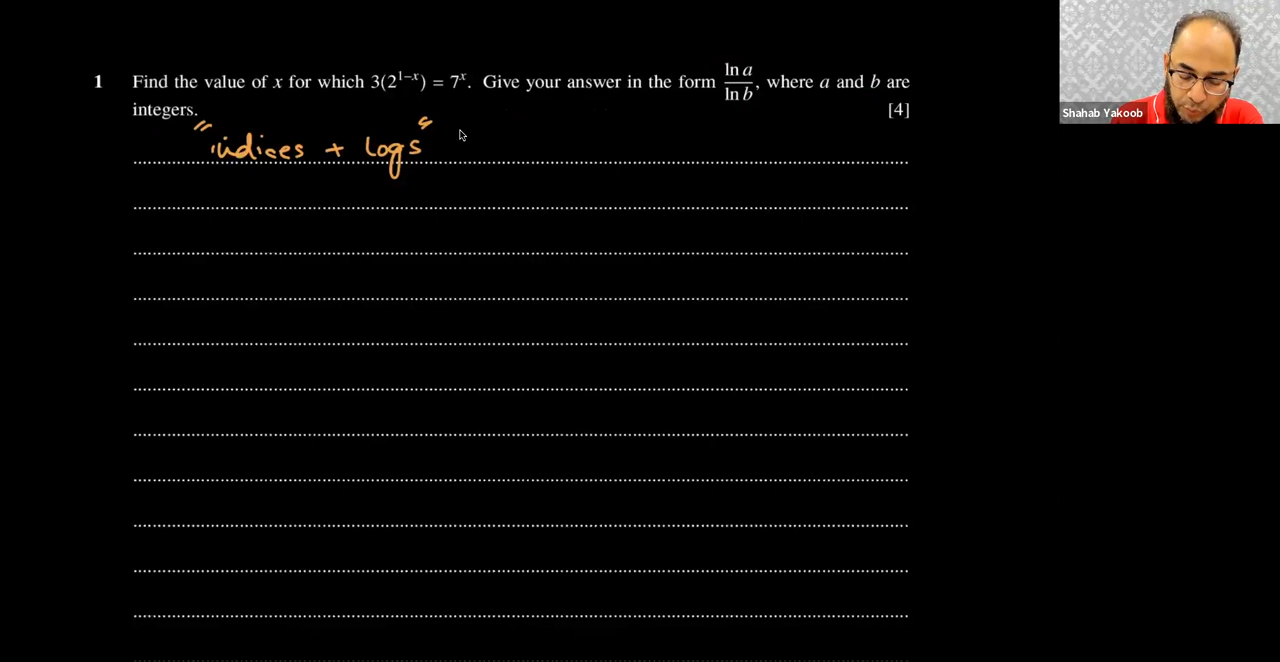 1 Find the value of x for which 3(2^{1−x}) = 7^x. Give your answer in the form \frac{ln a}{ln b}, where a and b are
integers. [4]
"indices + logs"
Shahab Yakoob